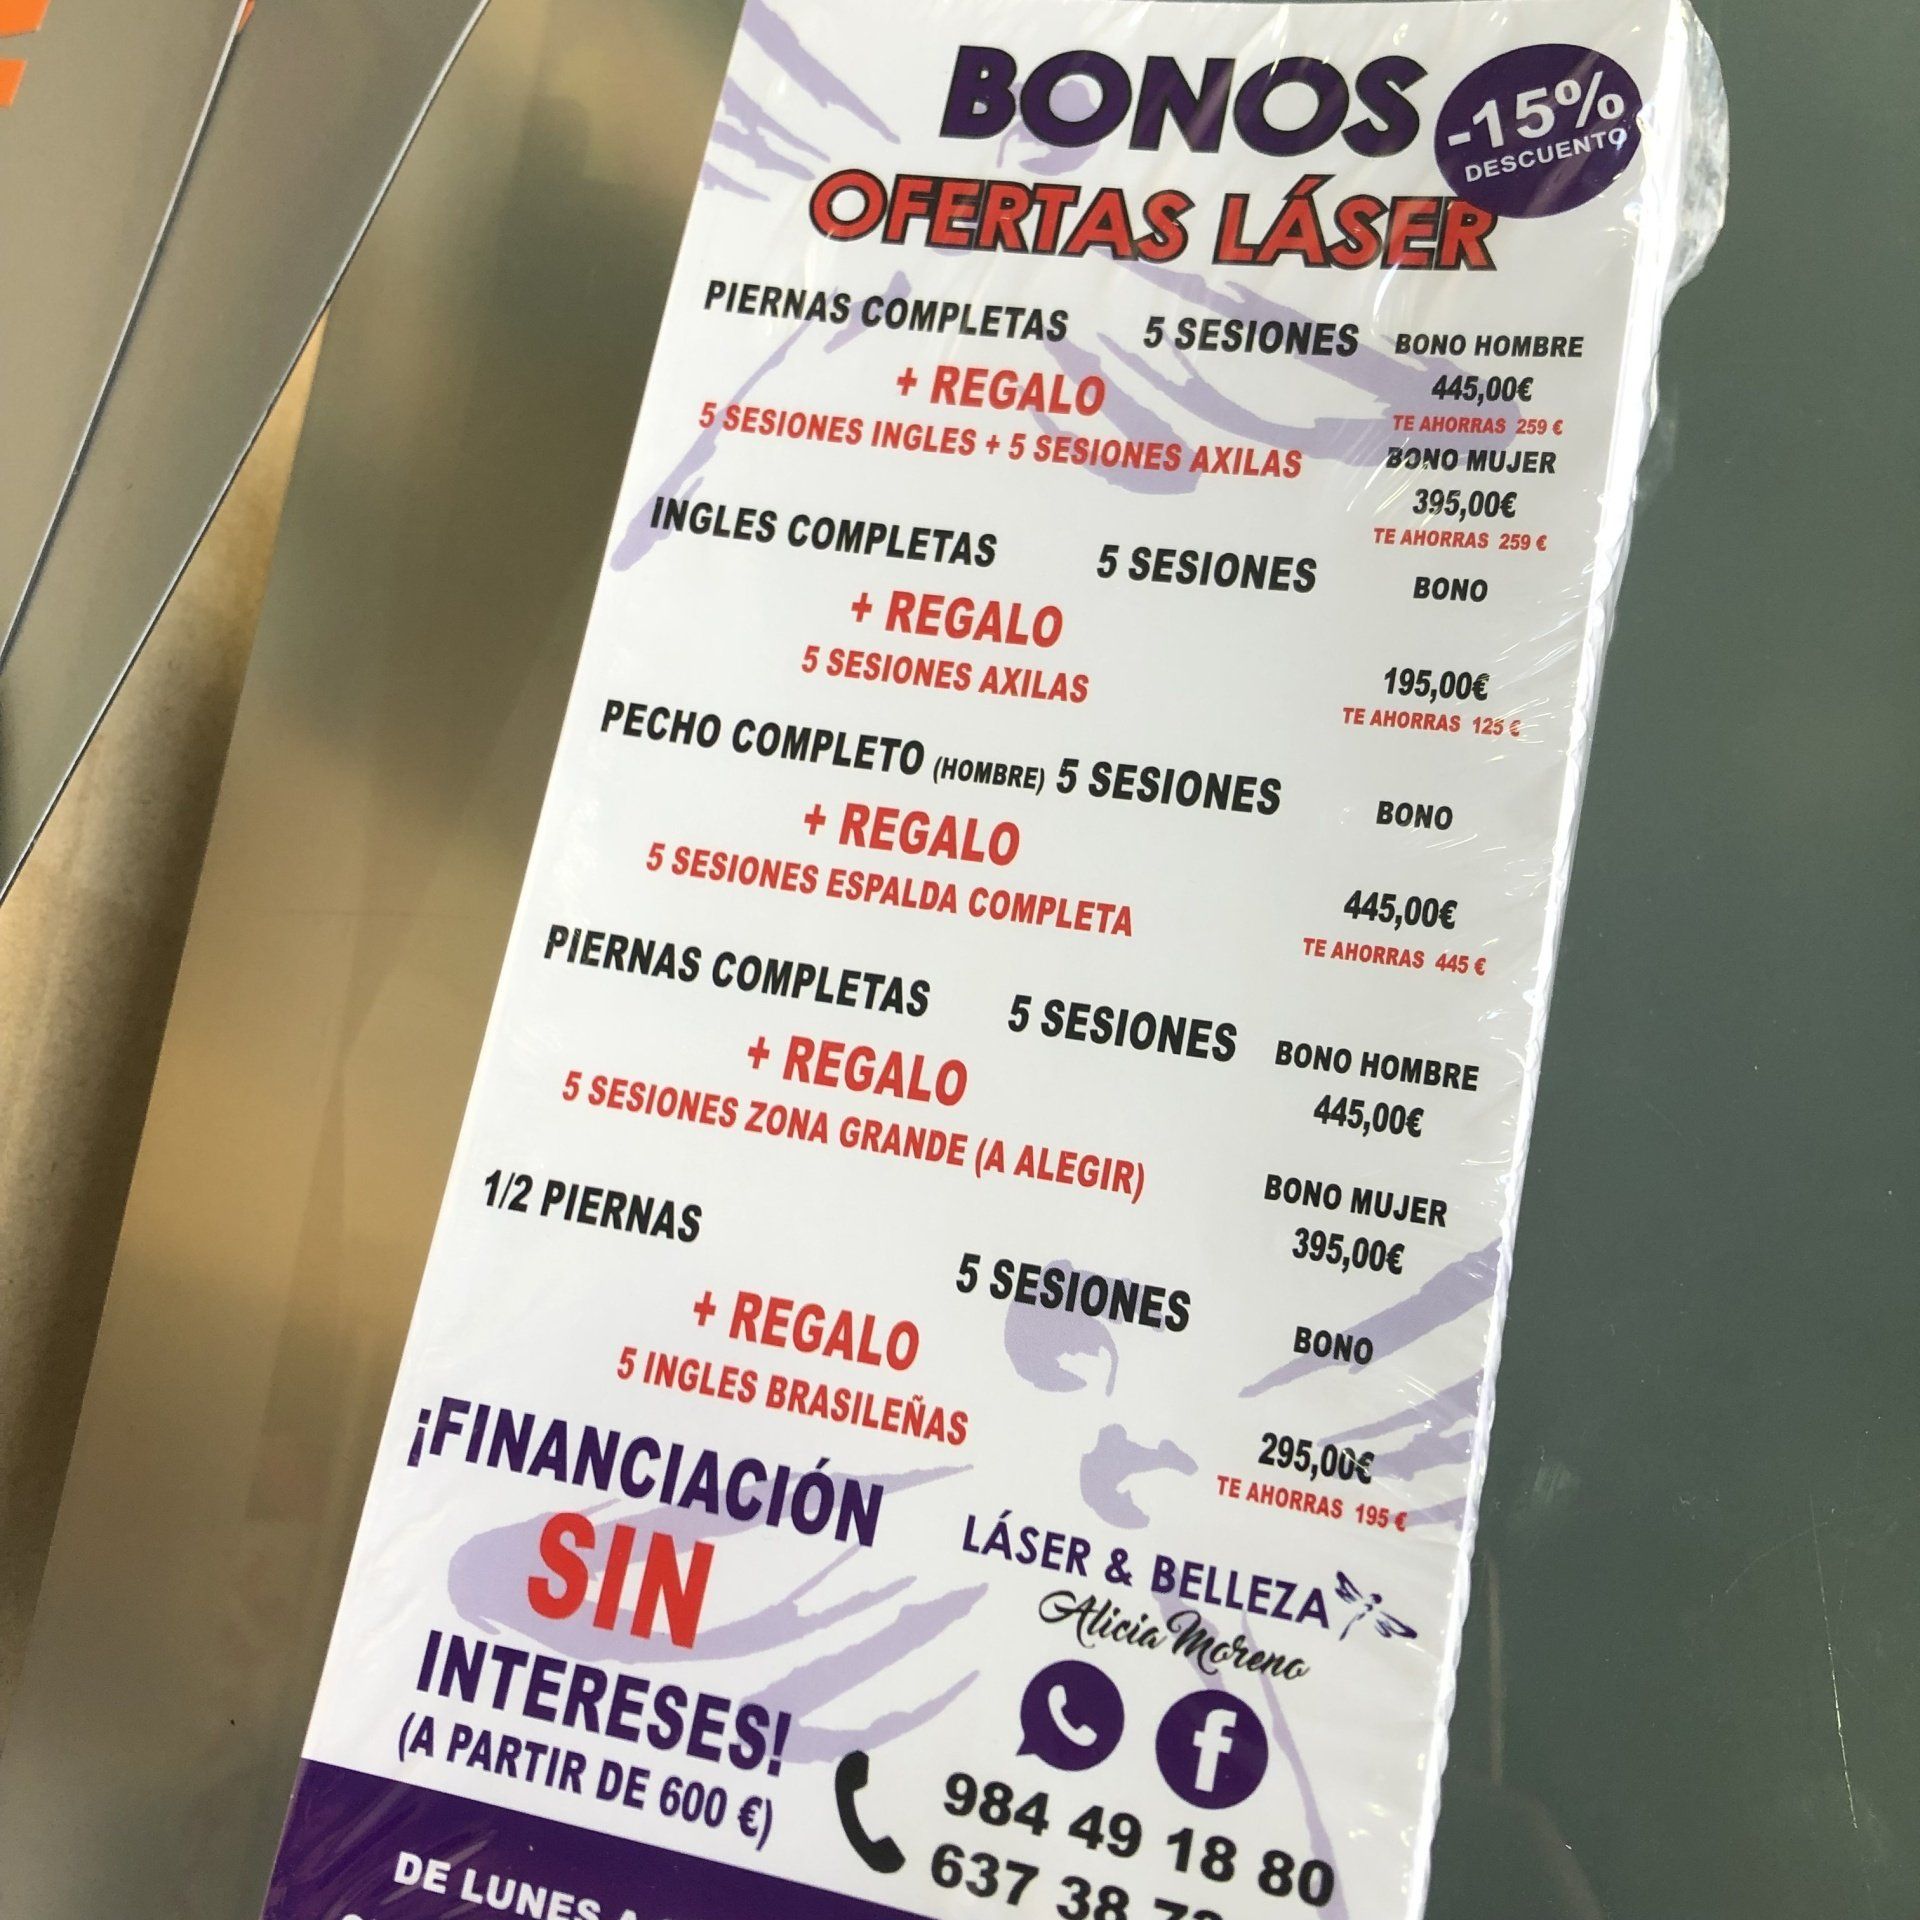 BONOS
-15%
DESCUENTO
OFERTAS LÁSER
PIERNAS COMPLETAS 5 SESIONES BONO HOMBRE
445,00€
+ REGALO
TE AHORRAS 259 €
5 SESIONES INGLES + 5 SESIONES AXILAS
BONO MUJER
395,00€
TE AHORRAS 259 €
INGLES COMPLETAS 5 SESIONES BONO
+ REGALO
5 SESIONES AXILAS
195,00€
TE AHORRAS 125 €
PECHO COMPLETO (HOMBRE) 5 SESIONES BONO
+ REGALO
5 SESIONES ESPALDA COMPLETA
445,00€
TE AHORRAS 445 €
PIERNAS COMPLETAS 5 SESIONES BONO HOMBRE
445,00€
+ REGALO
5 SESIONES ZONA GRANDE (A ALEGIR)
BONO MUJER
395,00€
1/2 PIERNAS 5 SESIONES BONO
+ REGALO
5 INGLES BRASILEÑAS
295,00€
TE AHORRAS 195 €
¡FINANCIACIÓN
SIN
INTERESES!
(A PARTIR DE 600 €)
LÁSER & BELLEZA
Alicia Moreno
984 49 18 80
637 38
DE LUNES